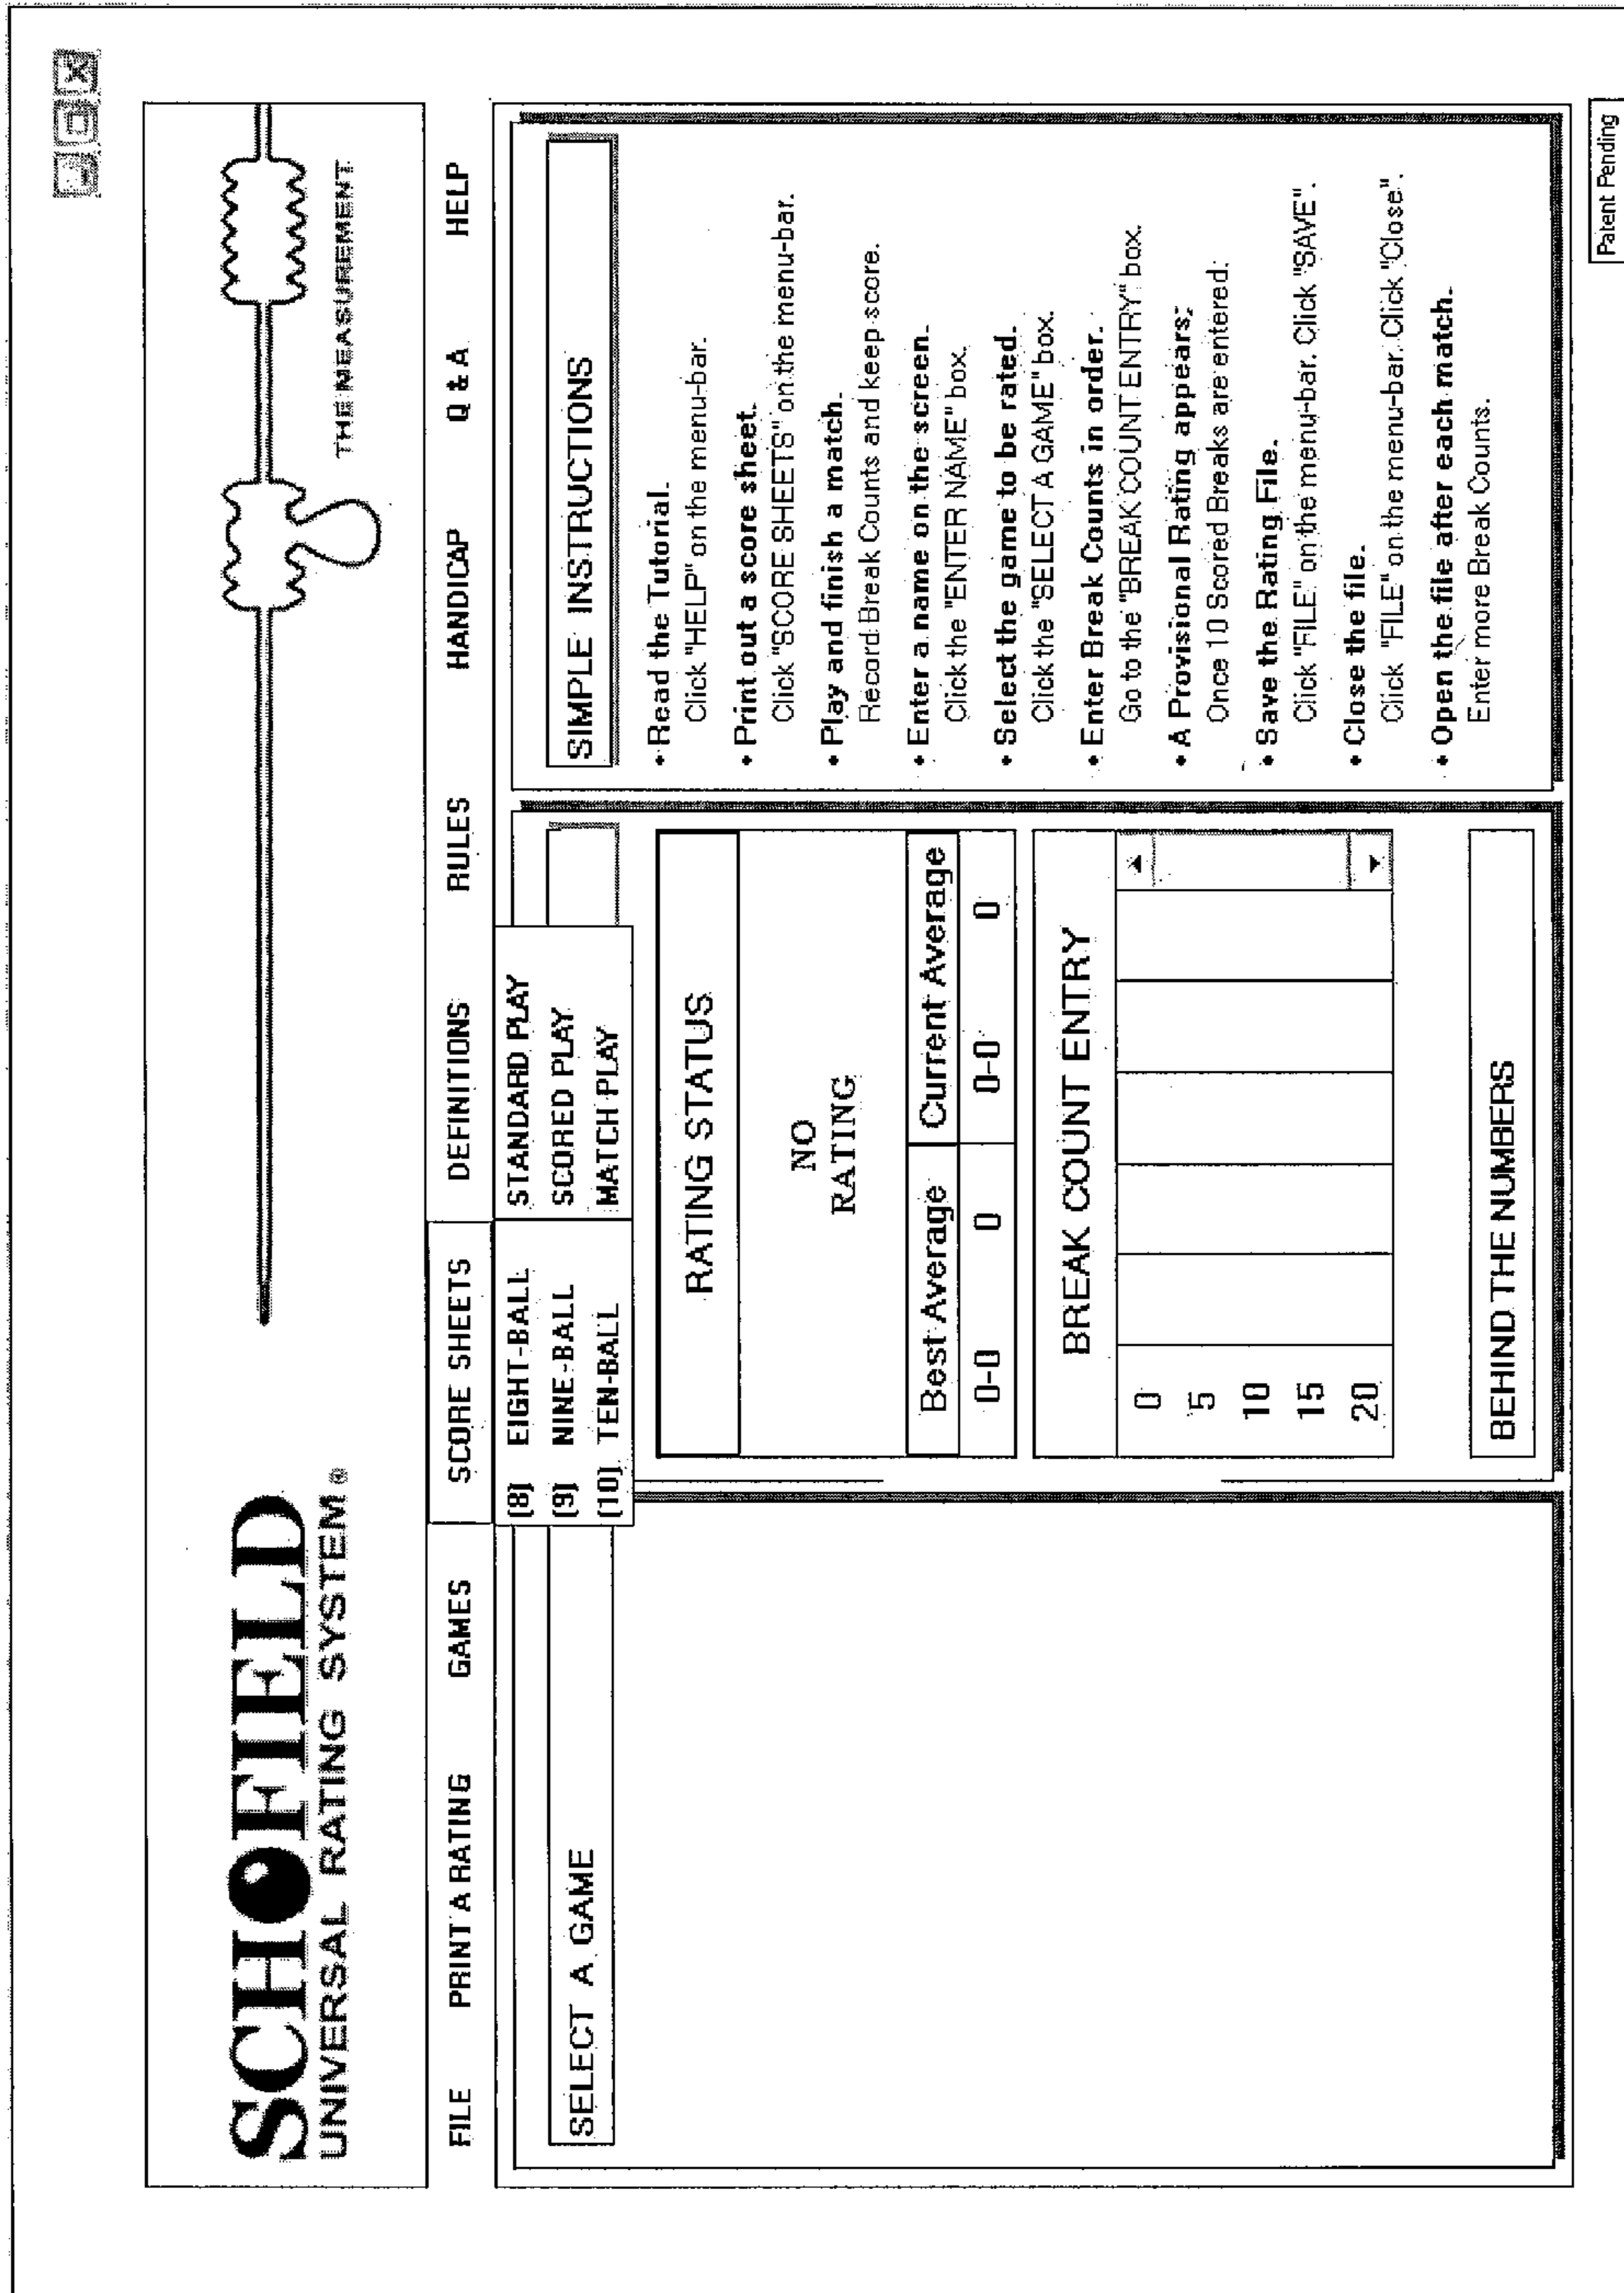 SCHOFIELD
UNIVERSAL RATING SYSTEM ®
THE MEASUREMENT
FILE PRINT A RATING GAMES SCORE SHEETS DEFINITIONS RULES HANDICAP Q & A HELP
SELECT A GAME
[8] EIGHT-BALL STANDARD PLAY
[9] NINE-BALL SCORED PLAY
[10] TEN-BALL MATCH PLAY
RATING STATUS
NO
RATING
Best Average Current Average
0-0 0 0-0 0
BREAK COUNT ENTRY
0
5
10
15
20
BEHIND THE NUMBERS
SIMPLE INSTRUCTIONS
• Read the Tutorial.
Click "HELP" on the menu-bar.
• Print out a score sheet.
Click "SCORE SHEETS" on the menu-bar.
• Play and finish a match.
Record Break Counts and keep score.
• Enter a name on the screen.
Click the "ENTER NAME" box.
• Select the game to be rated.
Click the "SELECT A GAME" box.
• Enter Break Counts in order.
Go to the "BREAK COUNT ENTRY" box.
• A Provisional Rating appears;
Once 10 Scored Breaks are entered.
• Save the Rating File.
Click "FILE" on the menu-bar. Click "SAVE".
• Close the file.
Click "FILE" on the menu-bar. Click "Close".
• Open the file after each match.
Enter more Break Counts.
Patent Pending